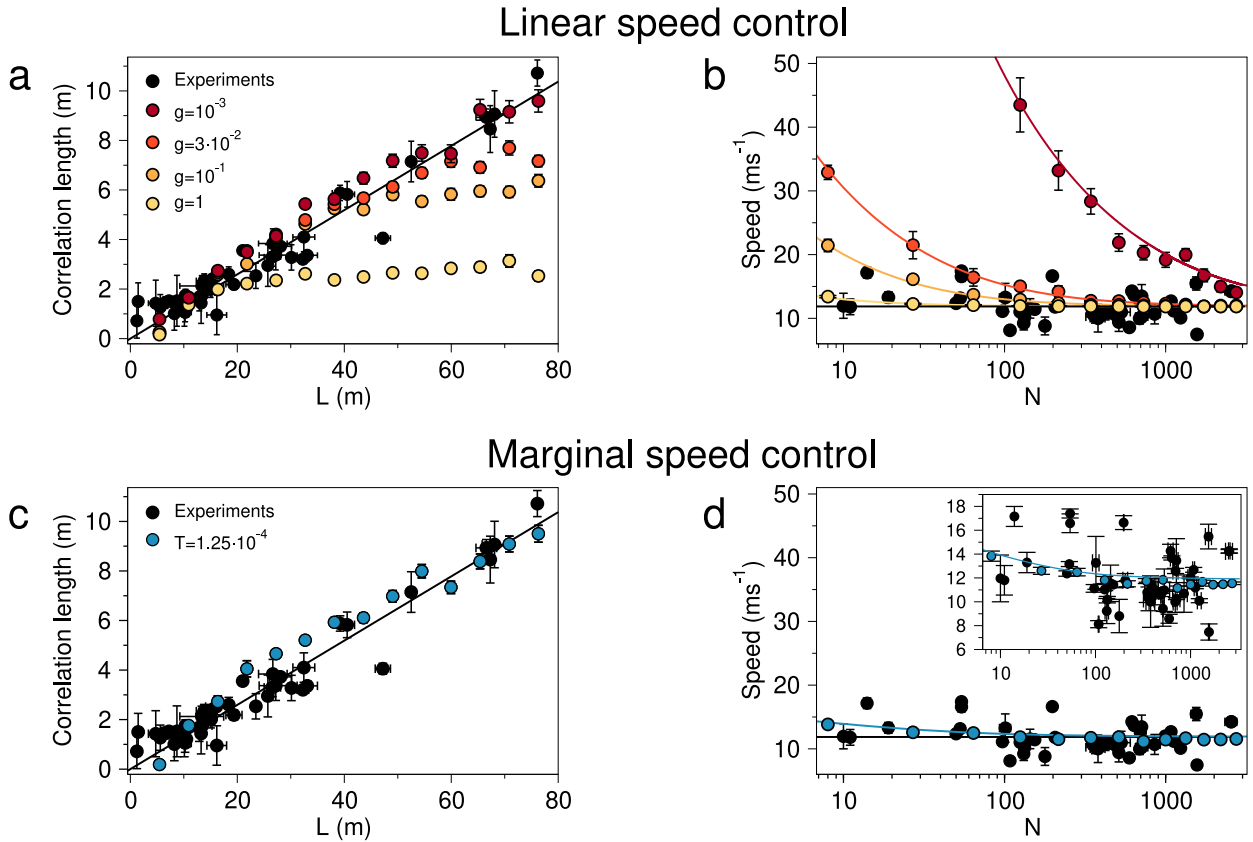 Linear speed control
a
Correlation length (m)
10
8
6
4
2
0
Experiments
g=10⁻³
g=3·10⁻²
g=10⁻¹
g=1
0 20 40 60 80
L (m)
b
Speed (ms⁻¹)
50
40
30
20
10
10 100 1000
N
Marginal speed control
c
Correlation length (m)
10
8
6
4
2
0
Experiments
T=1.25·10⁻⁴
0 20 40 60 80
L (m)
d
Speed (ms⁻¹)
50
40
30
20
10
18
16
14
12
10
8
6
10 100 1000
10 100 1000
N